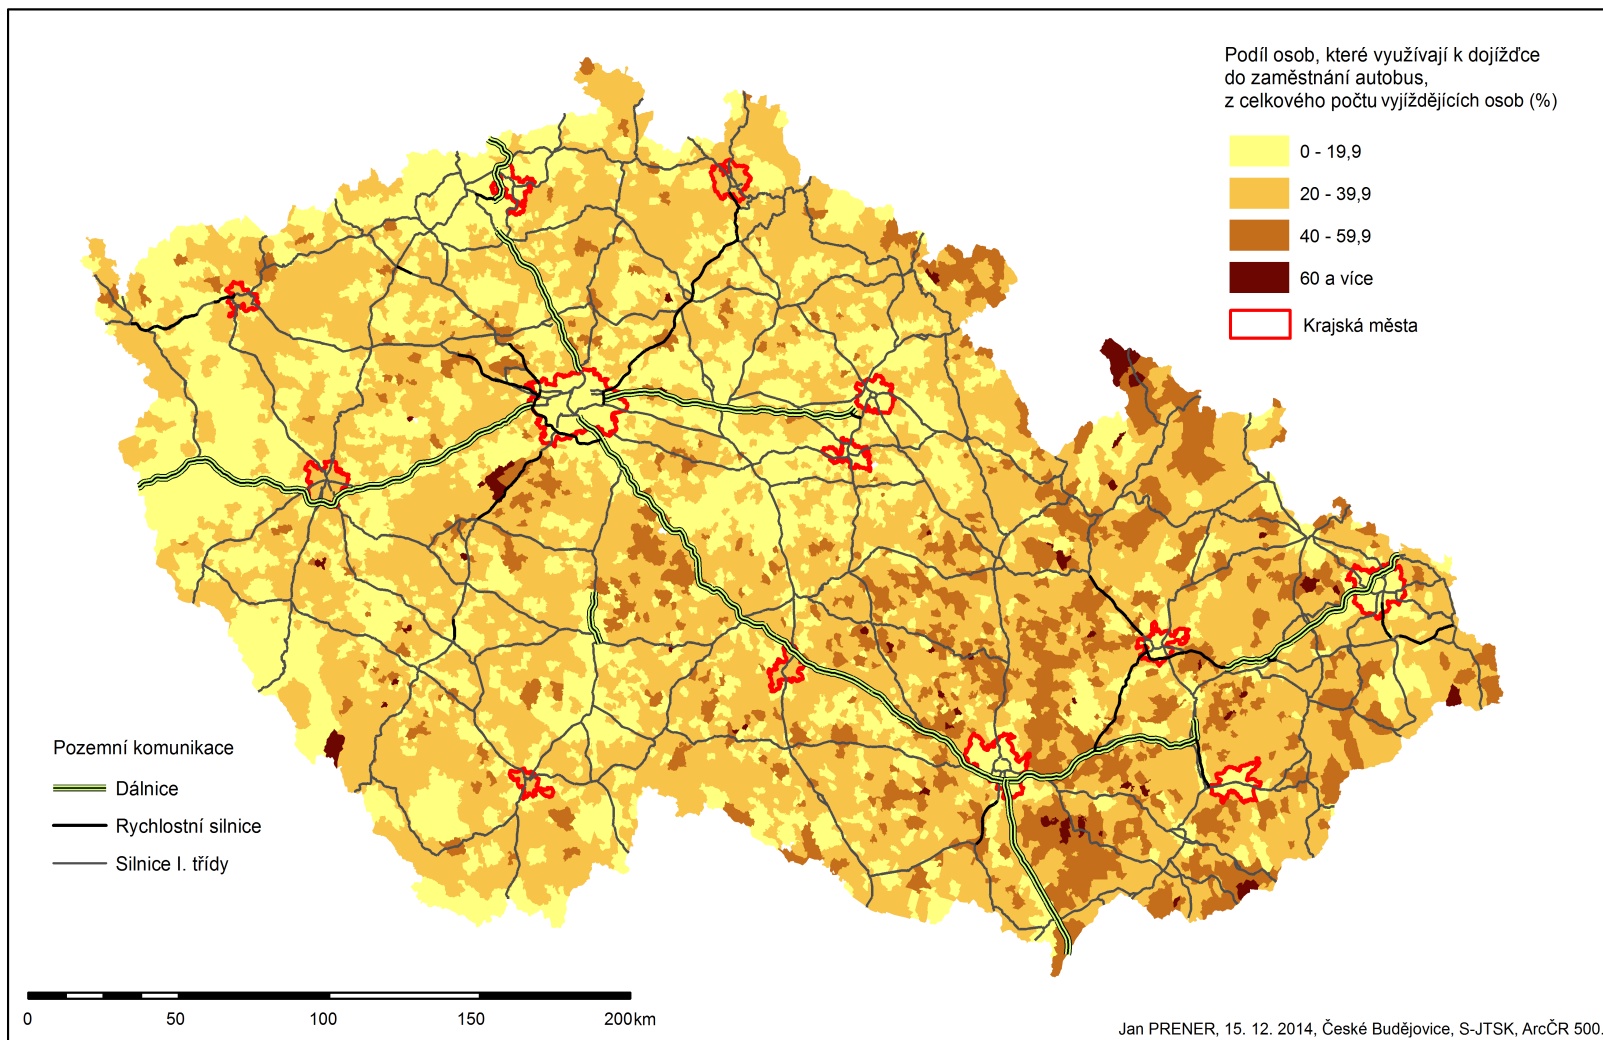 Podíl osob, které využívají k dojížďce
do zaměstnání autobus,
z celkového počtu vyjíždějících osob (%)
0 - 19,9
20 - 39,9
40 - 59,9
60 a více
Krajská města
Pozemní komunikace
Dálnice
Rychlostní silnice
Silnice I. třídy
0 50 100 150 200 km
Jan PRENER, 15. 12. 2014, České Budějovice, S-JTSK, ArcČR 500.